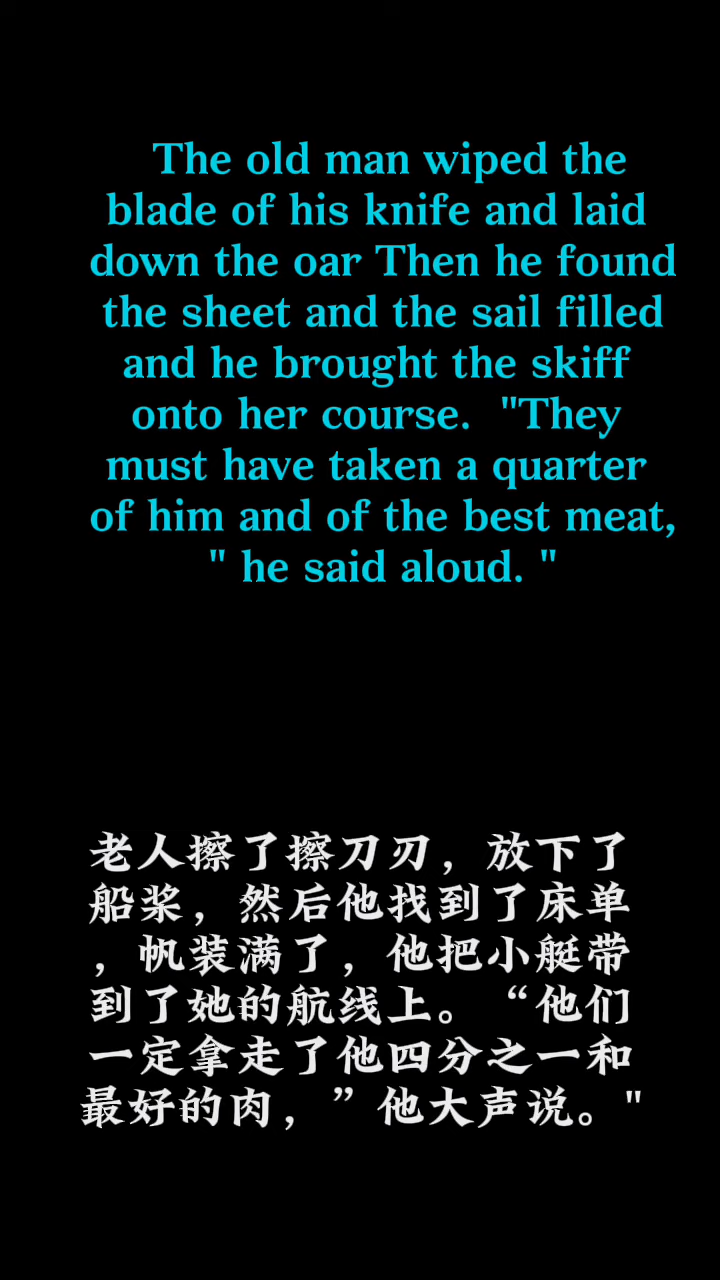 The old man wiped the
blade of his knife and laid
down the oar Then he found
the sheet and the sail filled
and he brought the skiff
onto her course.  "They
must have taken a quarter
of him and of the best meat,
" he said aloud. "
老人擦了擦刀刃，放下了
船桨，然后他找到了床单
，帆装满了，他把小艇带
到了她的航线上。“他们
一定拿走了他四分之一和
最好的肉，”他大声说。"